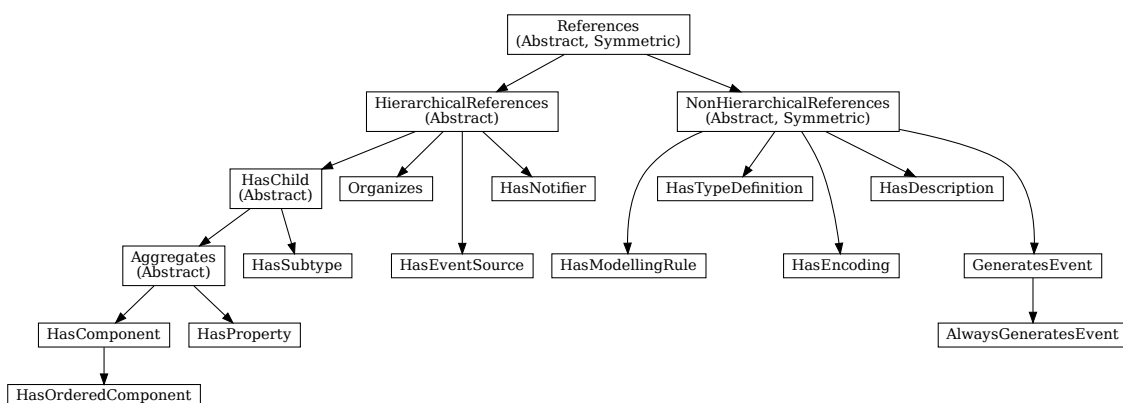 References
(Abstract, Symmetric)
HierarchicalReferences
(Abstract)
NonHierarchicalReferences
(Abstract, Symmetric)
HasChild
(Abstract)
Organizes
HasNotifier
HasTypeDefinition
HasDescription
Aggregates
(Abstract)
HasSubtype
HasEventSource
HasModellingRule
HasEncoding
GeneratesEvent
HasComponent
HasProperty
AlwaysGeneratesEvent
HasOrderedComponent